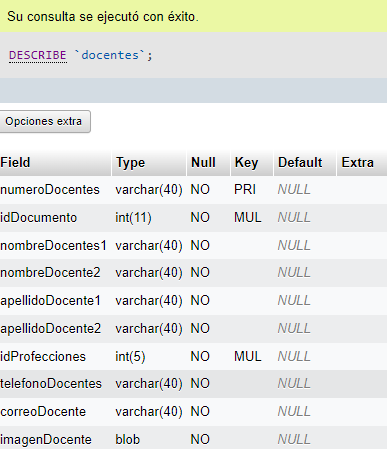 Su consulta se ejecutó con éxito.
DESCRIBE `docentes`;
Opciones extra
Field Type Null Key Default Extra
numeroDocentes varchar(40) NO PRI NULL
idDocumento int(11) NO MUL NULL
nombreDocentes1 varchar(40) NO NULL
nombreDocente2 varchar(40) NO NULL
apellidoDocente1 varchar(40) NO NULL
apellidoDocente2 varchar(40) NO NULL
idProfecciones int(5) NO MUL NULL
telefonoDocentes varchar(40) NO NULL
correoDocente varchar(40) NO NULL
imagenDocente blob NO NULL